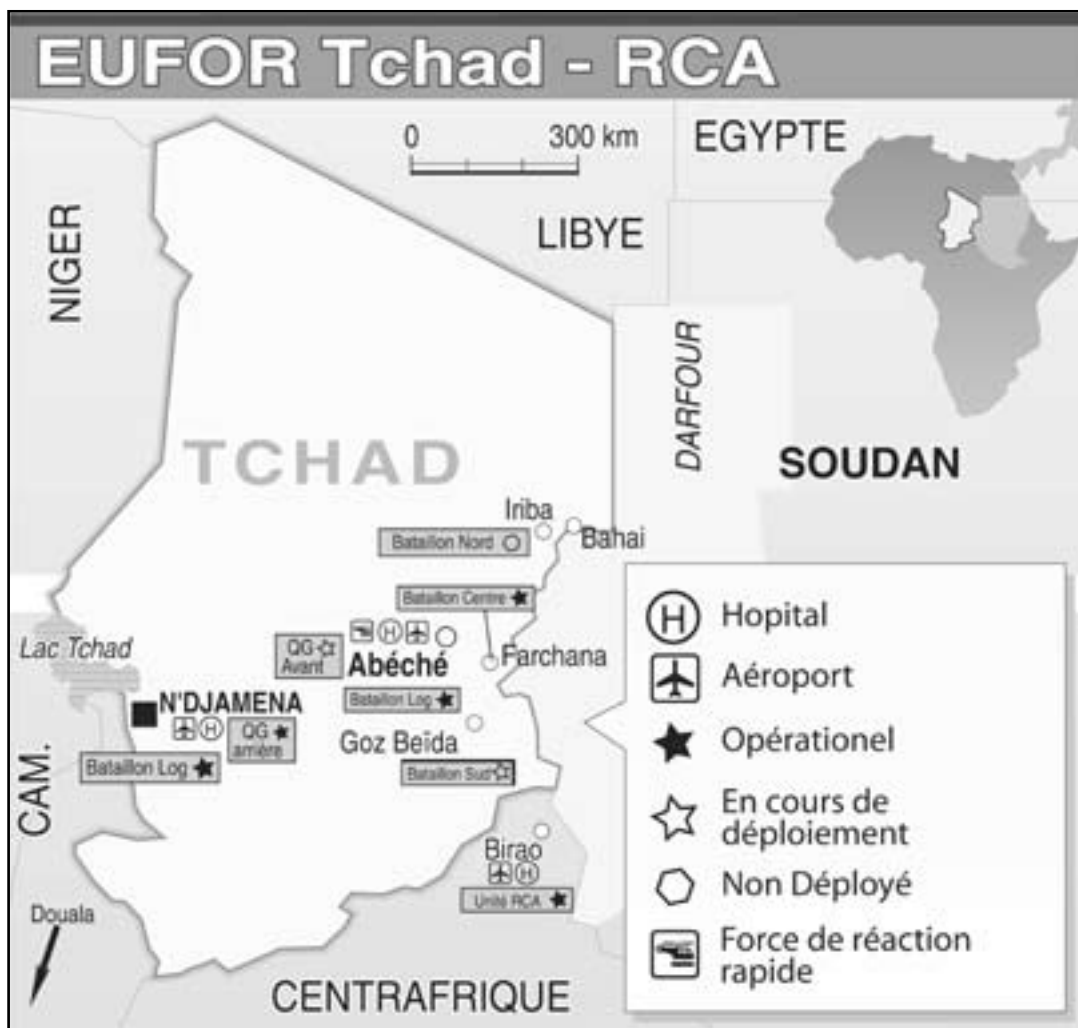 EUFOR Tchad - RCA
0 300 km
EGYPTE
NIGER
LIBYE
DARFOUR
TCHAD
SOUDAN
Iriba
Bahai
Bataillon Nord
Bataillon Centre
QG
Avant
Abéché
Farchana
Lac Tchad
Bataillon Log
N'DJAMENA
QG
arrière
Goz Beïda
Bataillon Log
Bataillon Sud
CAM.
Birao
Unité RCA
Douala
CENTRAFRIQUE
H Hopital
Aéroport
Opérationel
En cours de
déploiement
Non Déployé
Force de réaction
rapide